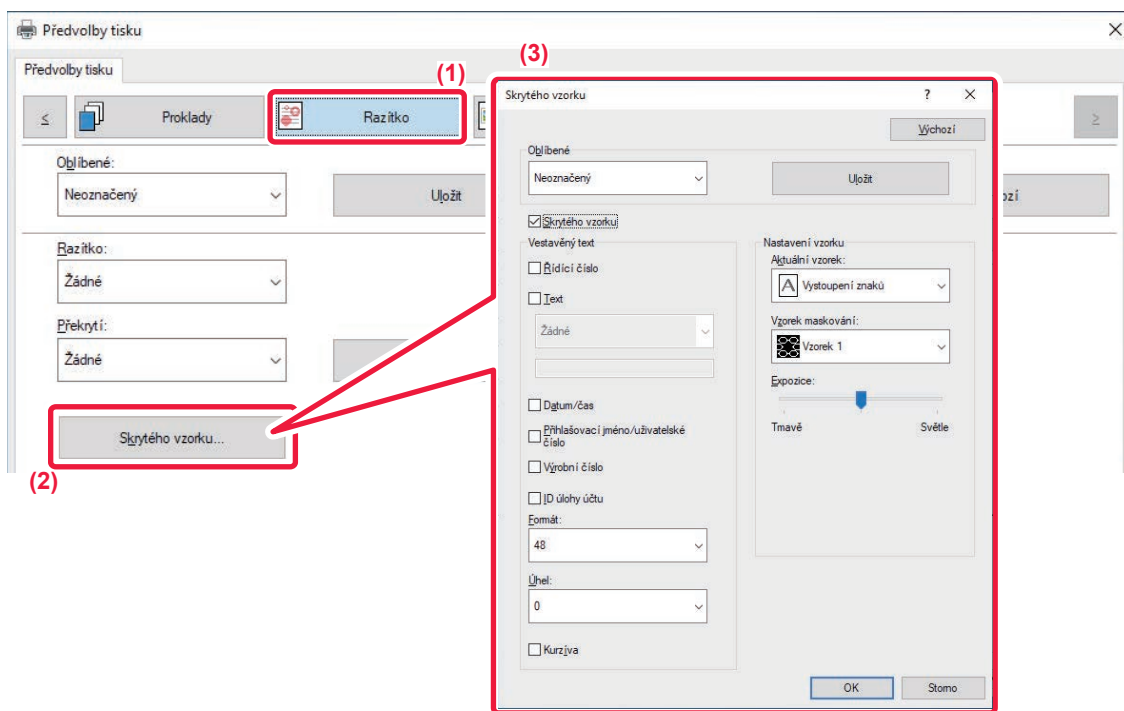 Předvolby tisku
Předvolby tisku
(1)
<
Proklady
Razítko
>
Oblíbené:
Neoznačený
Uložit
ozí
Razítko:
Žádné
Překrytí:
Žádné
Skrytého vzorku...
(2)
(3)
Skrytého vzorku
?
Výchozí
Oblíbené
Neoznačený
Uložit
Skrytého vzorku
Vestavěný text
Řídicí číslo
Text
Žádné
Datum/čas
Přihlašovací jméno/uživatelské
číslo
Výrobní číslo
ID úlohy účtu
Formát:
48
Úhel:
0
Kurzíva
Nastavení vzorku
Aktuální vzorek:
A Vystoupení znaků
Vzorek maskování:
Vzorek 1
Expozice:
Tmavě
Světle
OK
Storno